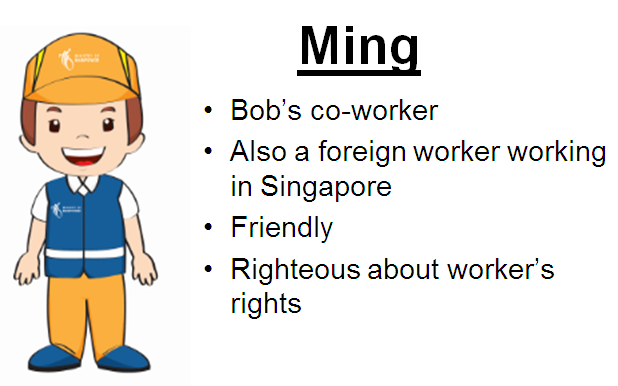 Ming
• Bob’s co-worker
• Also a foreign worker working
in Singapore
• Friendly
• Righteous about worker’s
rights